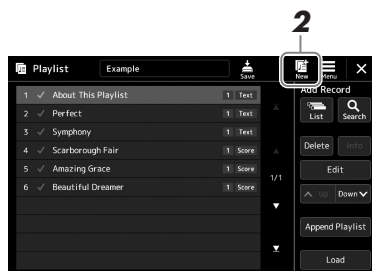 2
Playlist Example Save New Menu
Add Record
1 About This Playlist 1 Text
List Search
2 Perfect 1 Text
3 Symphony 1 Text
4 Scarborough Fair 1 Score
Delete Info
5 Amazing Grace 1 Score
1/1
Edit
6 Beautiful Dreamer 1 Score
Up Down
Append Playlist
Load